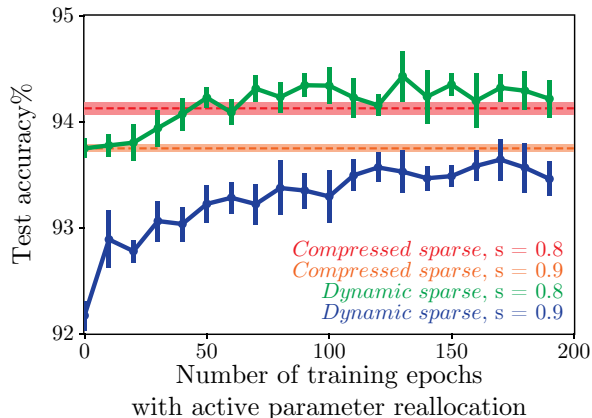 95
94
93
92
Test accuracy%
Compressed sparse, s = 0.8
Compressed sparse, s = 0.9
Dynamic sparse, s = 0.8
Dynamic sparse, s = 0.9
0 50 100 150 200
Number of training epochs
with active parameter reallocation